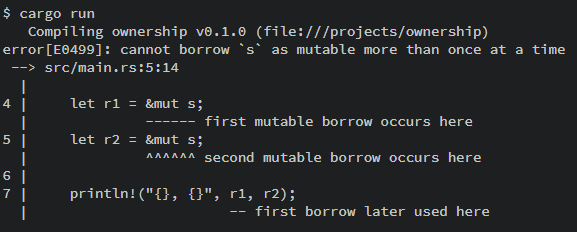 $ cargo run
   Compiling ownership v0.1.0 (file:///projects/ownership)
error[E0499]: cannot borrow `s` as mutable more than once at a time
 --> src/main.rs:5:14
  |
4 |     let r1 = &mut s;
  |              ------ first mutable borrow occurs here
5 |     let r2 = &mut s;
  |              ^^^^^^ second mutable borrow occurs here
6 |
7 |     println!("{}, {}", r1, r2);
  |                        -- first borrow later used here